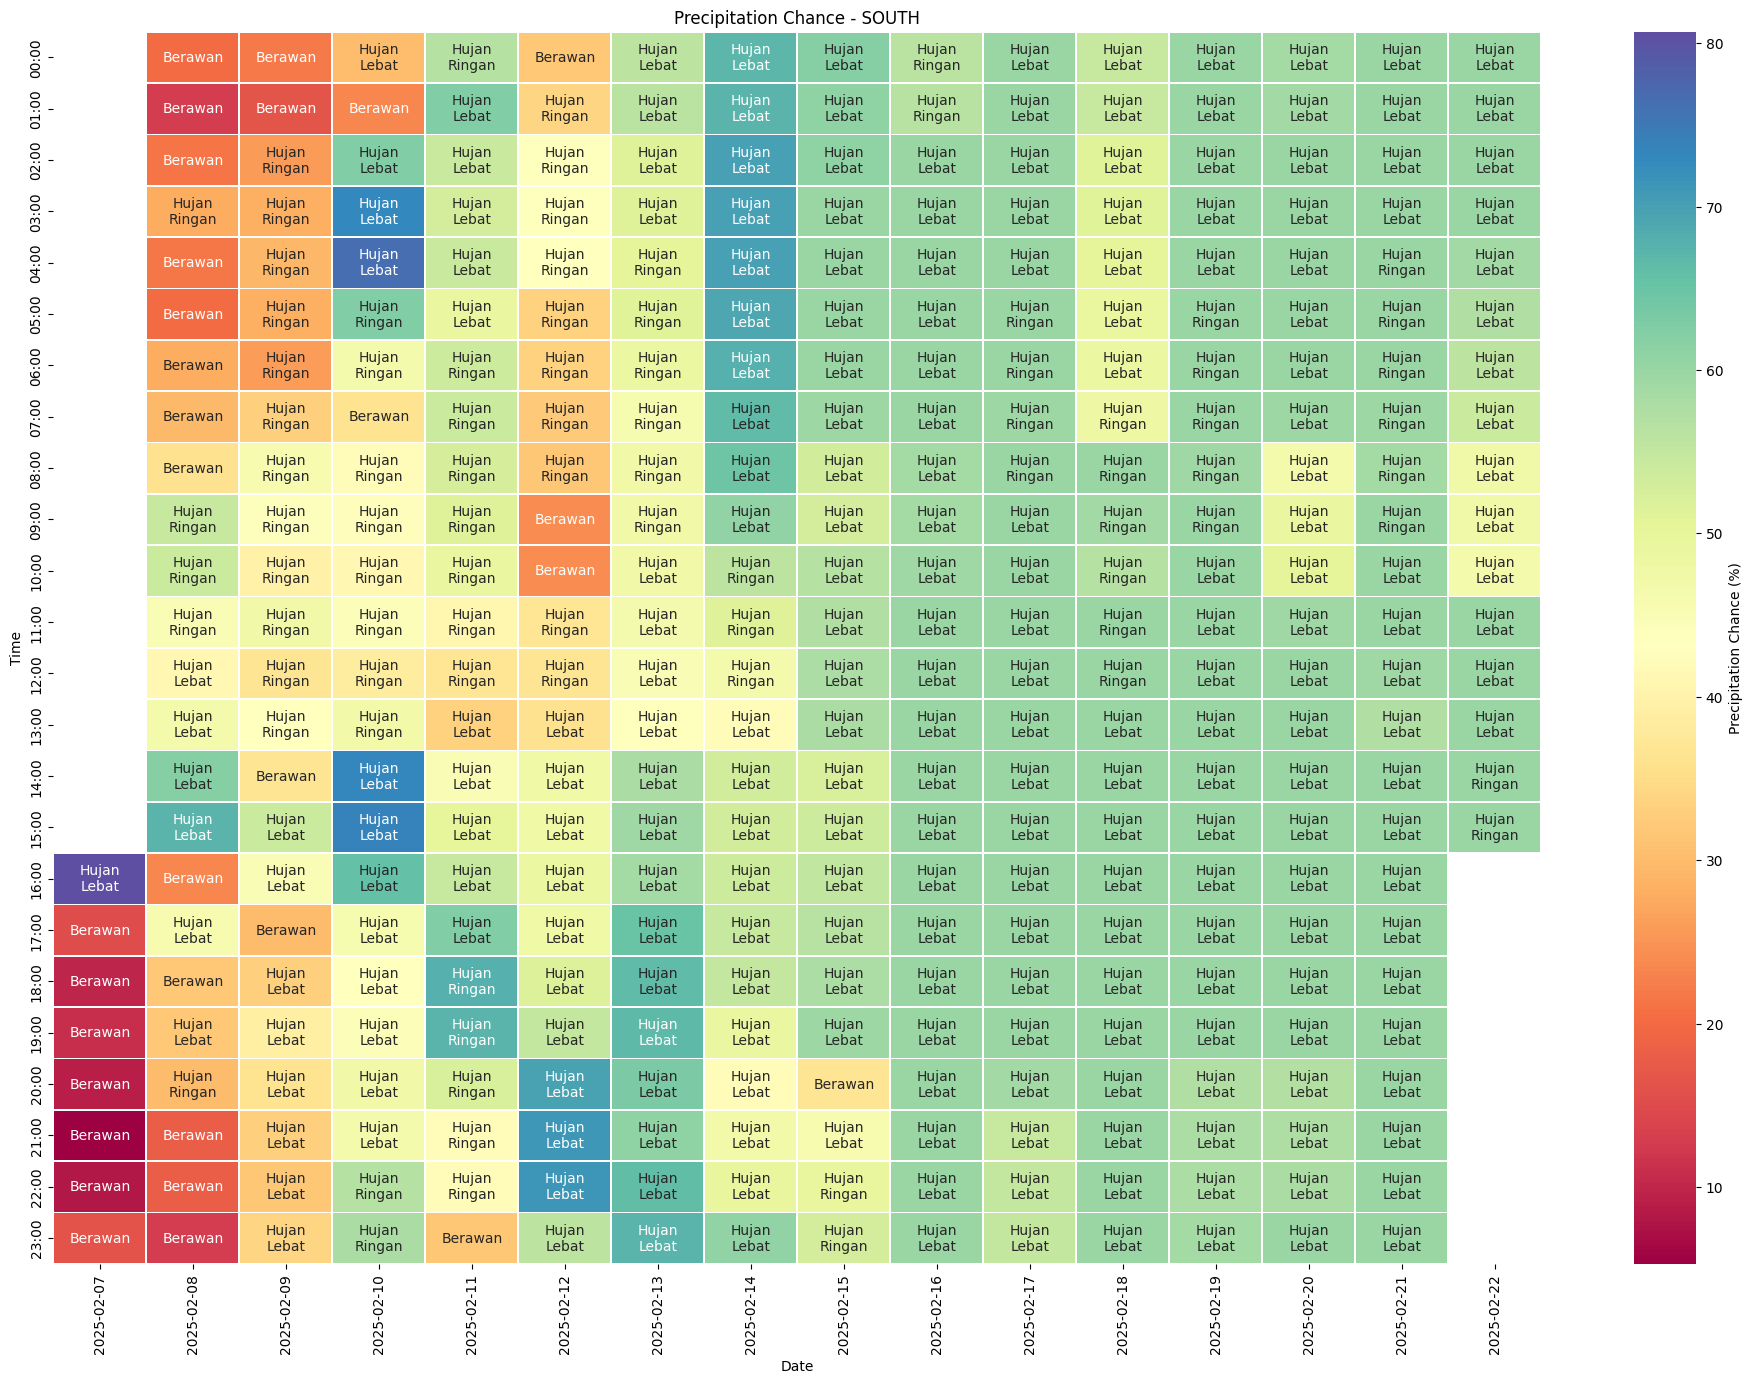 Precipitation Chance - SOUTH
00:00 Berawan Berawan Hujan Lebat Hujan Ringan Berawan Hujan Lebat Hujan Lebat Hujan Lebat Hujan Ringan Hujan Lebat Hujan Lebat Hujan Lebat Hujan Lebat Hujan Lebat Hujan Lebat
01:00 Berawan Berawan Berawan Hujan Lebat Hujan Ringan Hujan Lebat Hujan Lebat Hujan Lebat Hujan Ringan Hujan Lebat Hujan Lebat Hujan Lebat Hujan Lebat Hujan Lebat Hujan Lebat
02:00 Berawan Hujan Ringan Hujan Lebat Hujan Lebat Hujan Ringan Hujan Lebat Hujan Lebat Hujan Lebat Hujan Lebat Hujan Lebat Hujan Lebat Hujan Lebat Hujan Lebat Hujan Lebat Hujan Lebat
03:00 Hujan Ringan Hujan Ringan Hujan Lebat Hujan Lebat Hujan Ringan Hujan Lebat Hujan Lebat Hujan Lebat Hujan Lebat Hujan Lebat Hujan Lebat Hujan Lebat Hujan Lebat Hujan Lebat Hujan Lebat
04:00 Berawan Hujan Ringan Hujan Lebat Hujan Lebat Hujan Ringan Hujan Ringan Hujan Lebat Hujan Lebat Hujan Lebat Hujan Lebat Hujan Lebat Hujan Lebat Hujan Lebat Hujan Ringan Hujan Lebat
05:00 Berawan Hujan Ringan Hujan Ringan Hujan Lebat Hujan Ringan Hujan Ringan Hujan Lebat Hujan Lebat Hujan Lebat Hujan Ringan Hujan Lebat Hujan Ringan Hujan Lebat Hujan Ringan Hujan Lebat
06:00 Berawan Hujan Ringan Hujan Ringan Hujan Ringan Hujan Ringan Hujan Ringan Hujan Lebat Hujan Lebat Hujan Lebat Hujan Ringan Hujan Lebat Hujan Ringan Hujan Lebat Hujan Ringan Hujan Lebat
07:00 Berawan Hujan Ringan Berawan Hujan Ringan Hujan Ringan Hujan Ringan Hujan Lebat Hujan Lebat Hujan Lebat Hujan Ringan Hujan Ringan Hujan Ringan Hujan Lebat Hujan Ringan Hujan Lebat
08:00 Berawan Hujan Ringan Hujan Ringan Hujan Ringan Hujan Ringan Hujan Ringan Hujan Lebat Hujan Lebat Hujan Lebat Hujan Ringan Hujan Ringan Hujan Ringan Hujan Lebat Hujan Ringan Hujan Lebat
09:00 Hujan Ringan Hujan Ringan Hujan Ringan Hujan Ringan Berawan Hujan Ringan Hujan Lebat Hujan Lebat Hujan Lebat Hujan Lebat Hujan Ringan Hujan Ringan Hujan Lebat Hujan Ringan Hujan Lebat
10:00 Hujan Ringan Hujan Ringan Hujan Ringan Hujan Ringan Berawan Hujan Lebat Hujan Ringan Hujan Lebat Hujan Lebat Hujan Lebat Hujan Ringan Hujan Lebat Hujan Lebat Hujan Lebat Hujan Lebat
11:00 Hujan Ringan Hujan Ringan Hujan Ringan Hujan Ringan Hujan Ringan Hujan Lebat Hujan Ringan Hujan Lebat Hujan Lebat Hujan Lebat Hujan Ringan Hujan Lebat Hujan Lebat Hujan Lebat Hujan Lebat
12:00 Hujan Lebat Hujan Ringan Hujan Ringan Hujan Ringan Hujan Ringan Hujan Lebat Hujan Ringan Hujan Lebat Hujan Lebat Hujan Lebat Hujan Ringan Hujan Lebat Hujan Lebat Hujan Lebat Hujan Lebat
13:00 Hujan Lebat Hujan Ringan Hujan Ringan Hujan Lebat Hujan Lebat Hujan Lebat Hujan Lebat Hujan Lebat Hujan Lebat Hujan Lebat Hujan Lebat Hujan Lebat Hujan Lebat Hujan Lebat Hujan Lebat
14:00 Hujan Lebat Berawan Hujan Lebat Hujan Lebat Hujan Lebat Hujan Lebat Hujan Lebat Hujan Lebat Hujan Lebat Hujan Lebat Hujan Lebat Hujan Lebat Hujan Lebat Hujan Lebat Hujan Ringan
15:00 Hujan Lebat Hujan Lebat Hujan Lebat Hujan Lebat Hujan Lebat Hujan Lebat Hujan Lebat Hujan Lebat Hujan Lebat Hujan Lebat Hujan Lebat Hujan Lebat Hujan Lebat Hujan Lebat Hujan Ringan
16:00 Hujan Lebat Berawan Hujan Lebat Hujan Lebat Hujan Lebat Hujan Lebat Hujan Lebat Hujan Lebat Hujan Lebat Hujan Lebat Hujan Lebat Hujan Lebat Hujan Lebat Hujan Lebat Hujan Lebat
17:00 Berawan Hujan Lebat Berawan Hujan Lebat Hujan Lebat Hujan Lebat Hujan Lebat Hujan Lebat Hujan Lebat Hujan Lebat Hujan Lebat Hujan Lebat Hujan Lebat Hujan Lebat Hujan Lebat
18:00 Berawan Berawan Hujan Lebat Hujan Lebat Hujan Ringan Hujan Lebat Hujan Lebat Hujan Lebat Hujan Lebat Hujan Lebat Hujan Lebat Hujan Lebat Hujan Lebat Hujan Lebat Hujan Lebat
19:00 Berawan Hujan Lebat Hujan Lebat Hujan Lebat Hujan Ringan Hujan Lebat Hujan Lebat Hujan Lebat Hujan Lebat Hujan Lebat Hujan Lebat Hujan Lebat Hujan Lebat Hujan Lebat Hujan Lebat
20:00 Berawan Hujan Ringan Hujan Lebat Hujan Lebat Hujan Ringan Hujan Lebat Hujan Lebat Hujan Lebat Berawan Hujan Lebat Hujan Lebat Hujan Lebat Hujan Lebat Hujan Lebat Hujan Lebat
21:00 Berawan Berawan Hujan Lebat Hujan Lebat Hujan Ringan Hujan Lebat Hujan Lebat Hujan Lebat Hujan Lebat Hujan Lebat Hujan Lebat Hujan Lebat Hujan Lebat Hujan Lebat Hujan Lebat
22:00 Berawan Berawan Hujan Lebat Hujan Ringan Hujan Ringan Hujan Lebat Hujan Lebat Hujan Lebat Hujan Ringan Hujan Lebat Hujan Lebat Hujan Lebat Hujan Lebat Hujan Lebat Hujan Lebat
23:00 Berawan Berawan Hujan Lebat Hujan Ringan Berawan Hujan Lebat Hujan Lebat Hujan Lebat Hujan Ringan Hujan Lebat Hujan Lebat Hujan Lebat Hujan Lebat Hujan Lebat Hujan Lebat
Time
2025-02-07 2025-02-08 2025-02-09 2025-02-10 2025-02-11 2025-02-12 2025-02-13 2025-02-14 2025-02-15 2025-02-16 2025-02-17 2025-02-18 2025-02-19 2025-02-20 2025-02-21 2025-02-22
Date
80
70
60
50
40
30
20
10
Precipitation Chance (%)